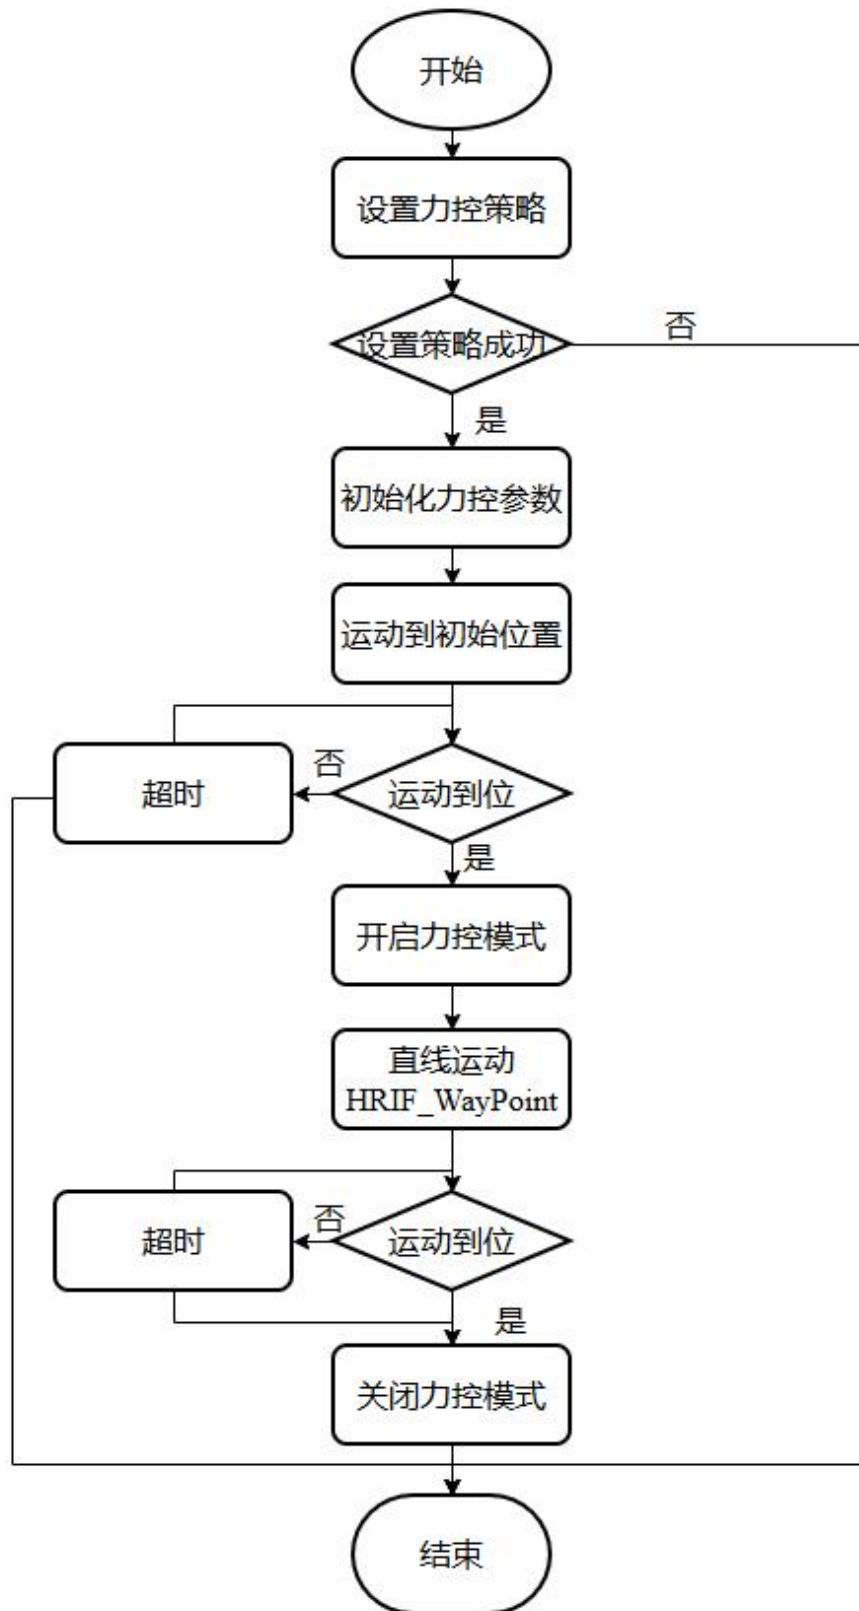 开始
设置力控策略
设置策略成功
否
是
初始化力控参数
运动到初始位置
超时
否
运动到位
是
开启力控模式
直线运动
HRIF_WayPoint
超时
否
运动到位
是
关闭力控模式
结束